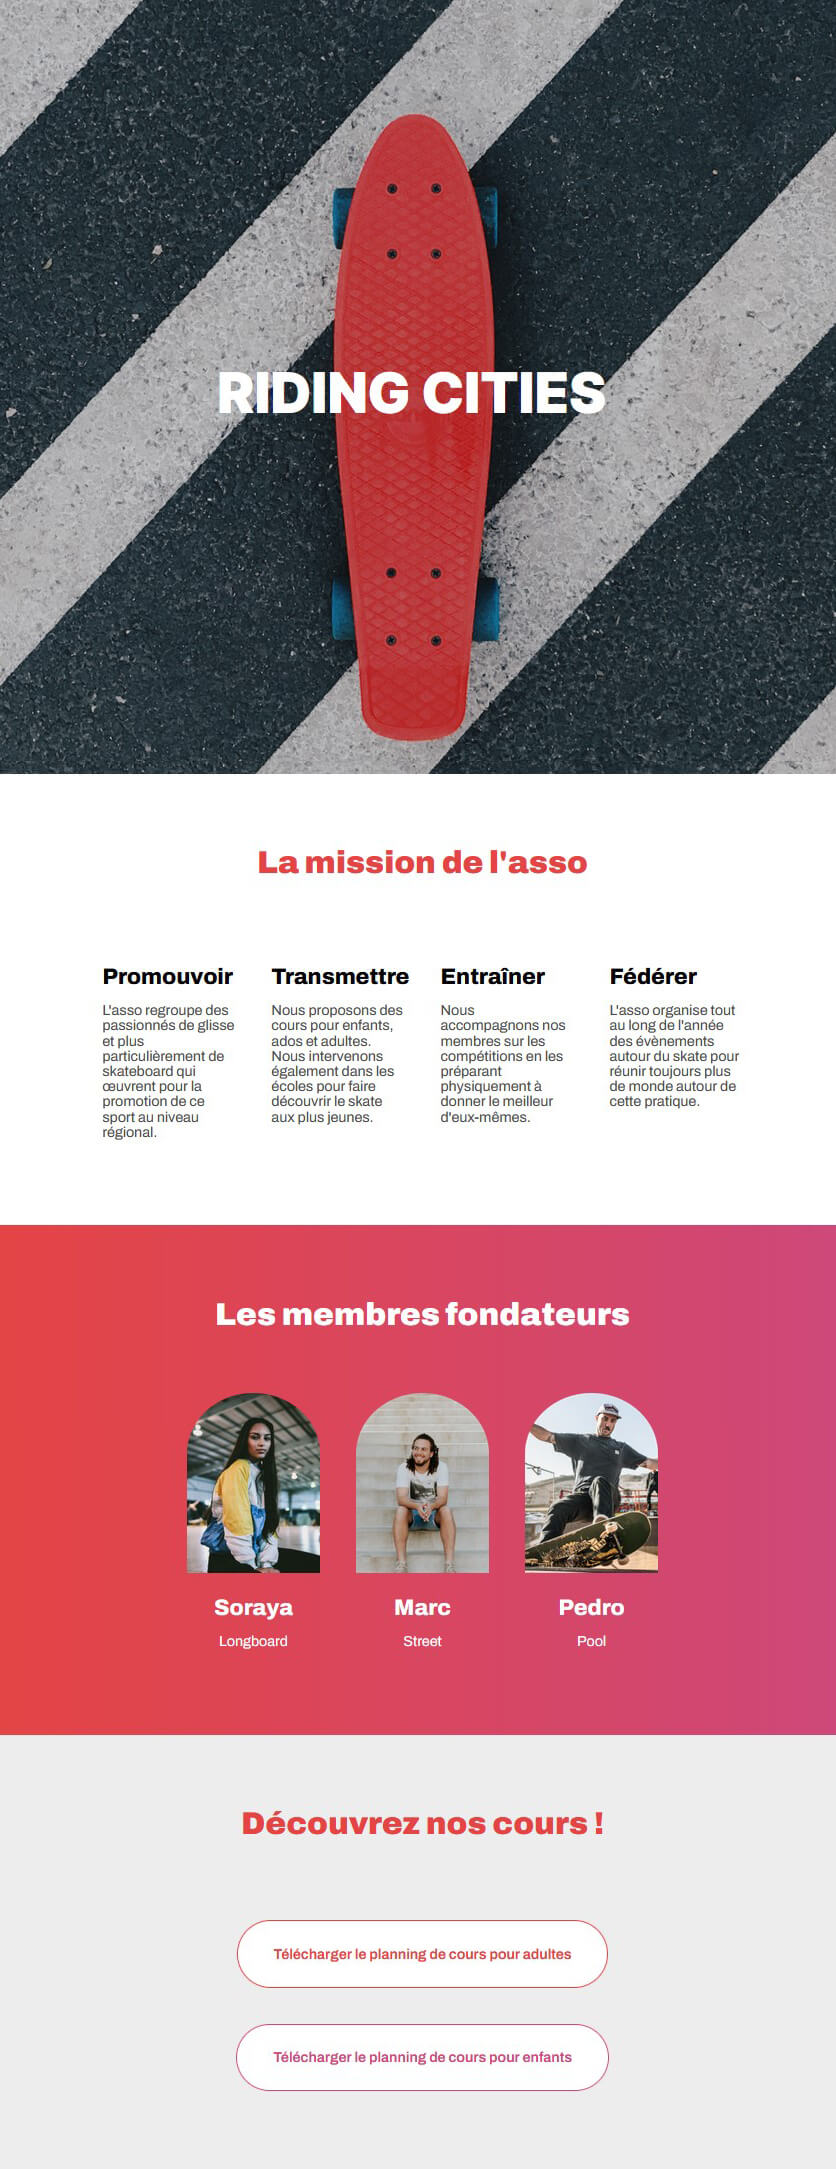 RIDING CITIES
La mission de l'asso
Promouvoir
L'asso regroupe des
passionnés de glisse
et plus
particulièrement de
skateboard qui
œuvrent pour la
promotion de ce
sport au niveau
régional.
Transmettre
Nous proposons des
cours pour enfants,
ados et adultes.
Nous intervenons
également dans les
écoles pour faire
découvrir le skate
aux plus jeunes.
Entraîner
Nous
accompagnons nos
membres sur les
compétitions en les
préparant
physiquement à
donner le meilleur
d'eux-mêmes.
Fédérer
L'asso organise tout
au long de l'année
des évènements
autour du skate pour
réunir toujours plus
de monde autour de
cette pratique.
Les membres fondateurs
Soraya
Longboard
Marc
Street
Pedro
Pool
Découvrez nos cours !
Télécharger le planning de cours pour adultes
Télécharger le planning de cours pour enfants